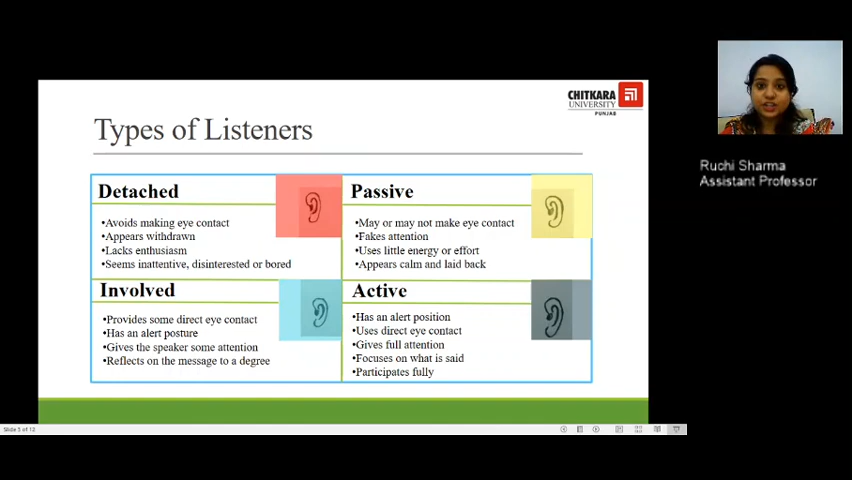 CHITKARA
UNIVERSITY
PUNJAB
Types of Listeners
Detached
•Avoids making eye contact
•Appears withdrawn
•Lacks enthusiasm
•Seems inattentive, disinterested or bored
Passive
•May or may not make eye contact
•Fakes attention
•Uses little energy or effort
•Appears calm and laid back
Involved
•Provides some direct eye contact
•Has an alert posture
•Gives the speaker some attention
•Reflects on the message to a degree
Active
•Has an alert position
•Uses direct eye contact
•Gives full attention
•Focuses on what is said
•Participates fully
Ruchi Sharma
Assistant Professor
Slide 5 of 12